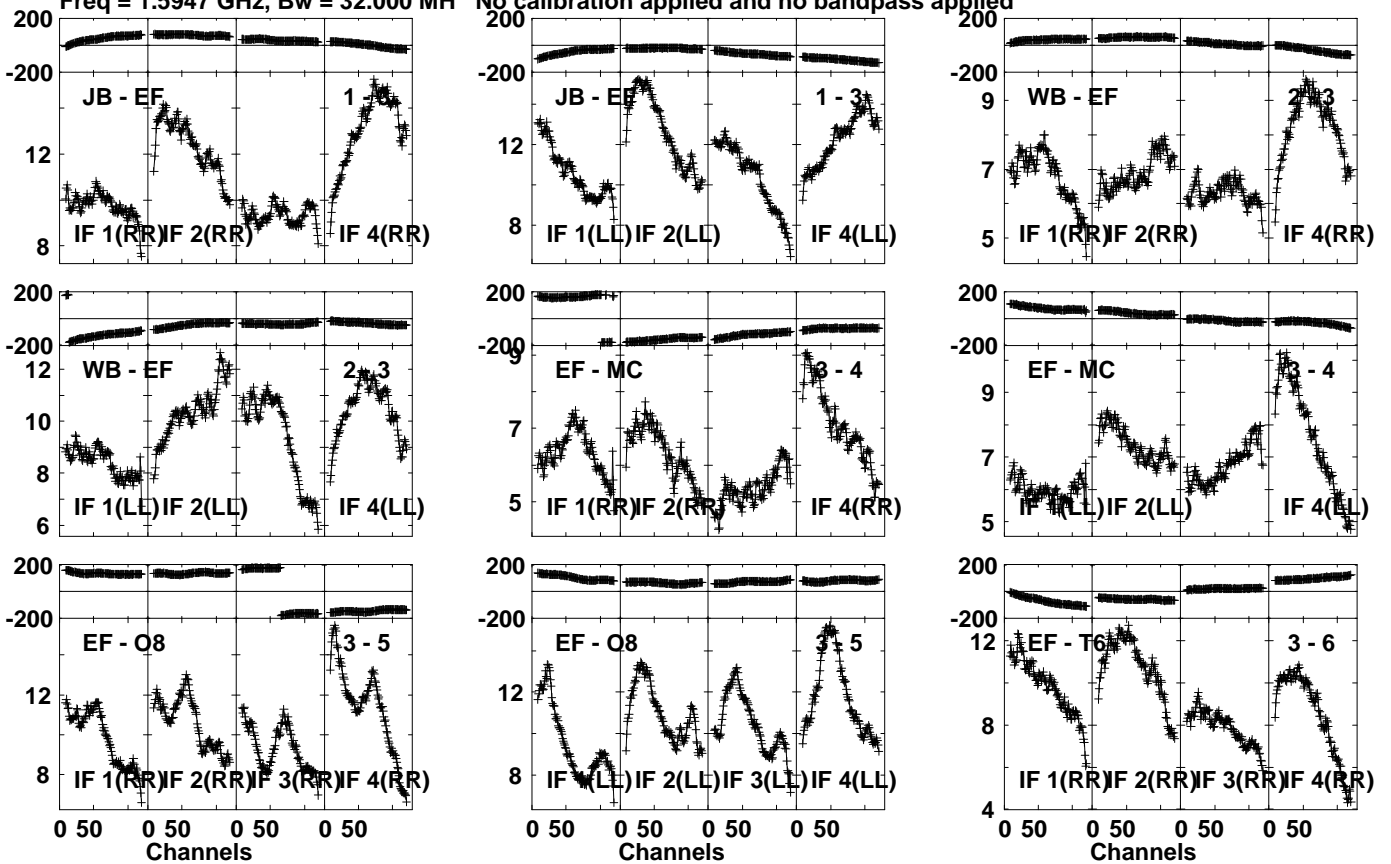 Freq = 1.5947 GHz, Bw = 32.000 MH No calibration applied and no bandpass applied
200
-200
JB - EF
12
8
IF 1(RR)
IF 2(RR)
IF 4(RR)
200
-200
JB - EF
1 - 3
12
8
IF 1(LL)
IF 2(LL)
IF 4(LL)
200
-200
WB - EF
2 - 3
9
7
5
IF 1(RR)
IF 2(RR)
IF 4(RR)
200
-200
WB - EF
2 - 3
12
10
8
6
IF 1(LL)
IF 2(LL)
IF 4(LL)
200
-200
EF - MC
3 - 4
9
7
5
IF 1(RR)
IF 2(RR)
IF 4(RR)
200
-200
EF - MC
3 - 4
9
7
5
IF 1(LL)
IF 2(LL)
IF 4(LL)
200
-200
EF - O8
3 - 5
12
8
IF 1(RR)
IF 2(RR)
IF 3(RR)
IF 4(RR)
0 50 0 50 0 50 0 50
Channels
200
-200
EF - O8
3 - 5
12
8
IF 1(LL)
IF 2(LL)
IF 3(LL)
IF 4(LL)
0 50 0 50 0 50 0 50
Channels
200
-200
EF - T6
3 - 6
12
8
4
IF 1(RR)
IF 2(RR)
IF 3(RR)
IF 4(RR)
0 50 0 50 0 50 0 50
Channels